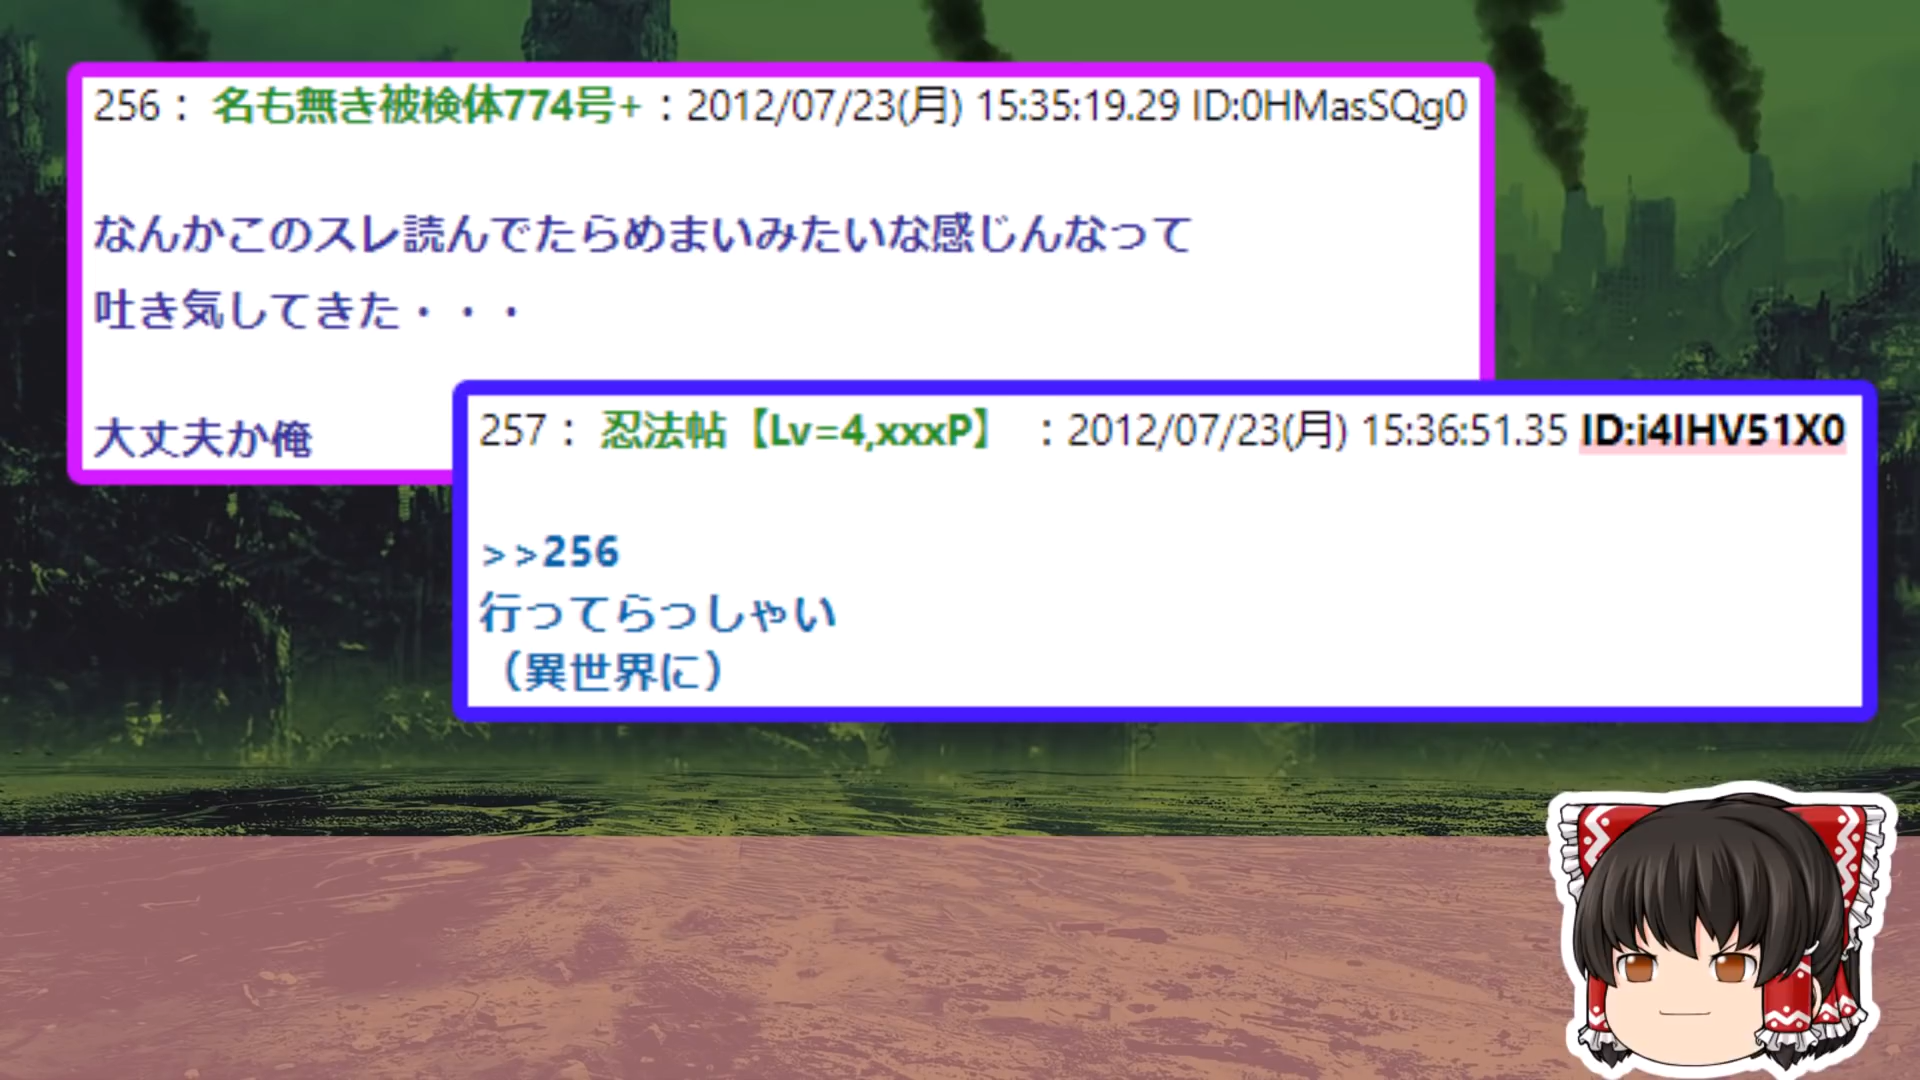 256： 名も無き被検体774号+：2012/07/23(月) 15:35:19.29 ID:0HMasSQg0
なんかこのスレ読んでたらめまいみたいな感じんなって
吐き気してきた・・・
大丈夫か俺
257： 忍法帖【Lv=4,xxxP】 ：2012/07/23(月) 15:36:51.35 ID:i4IHV51X0
>>256
行ってらっしゃい
（異世界に）